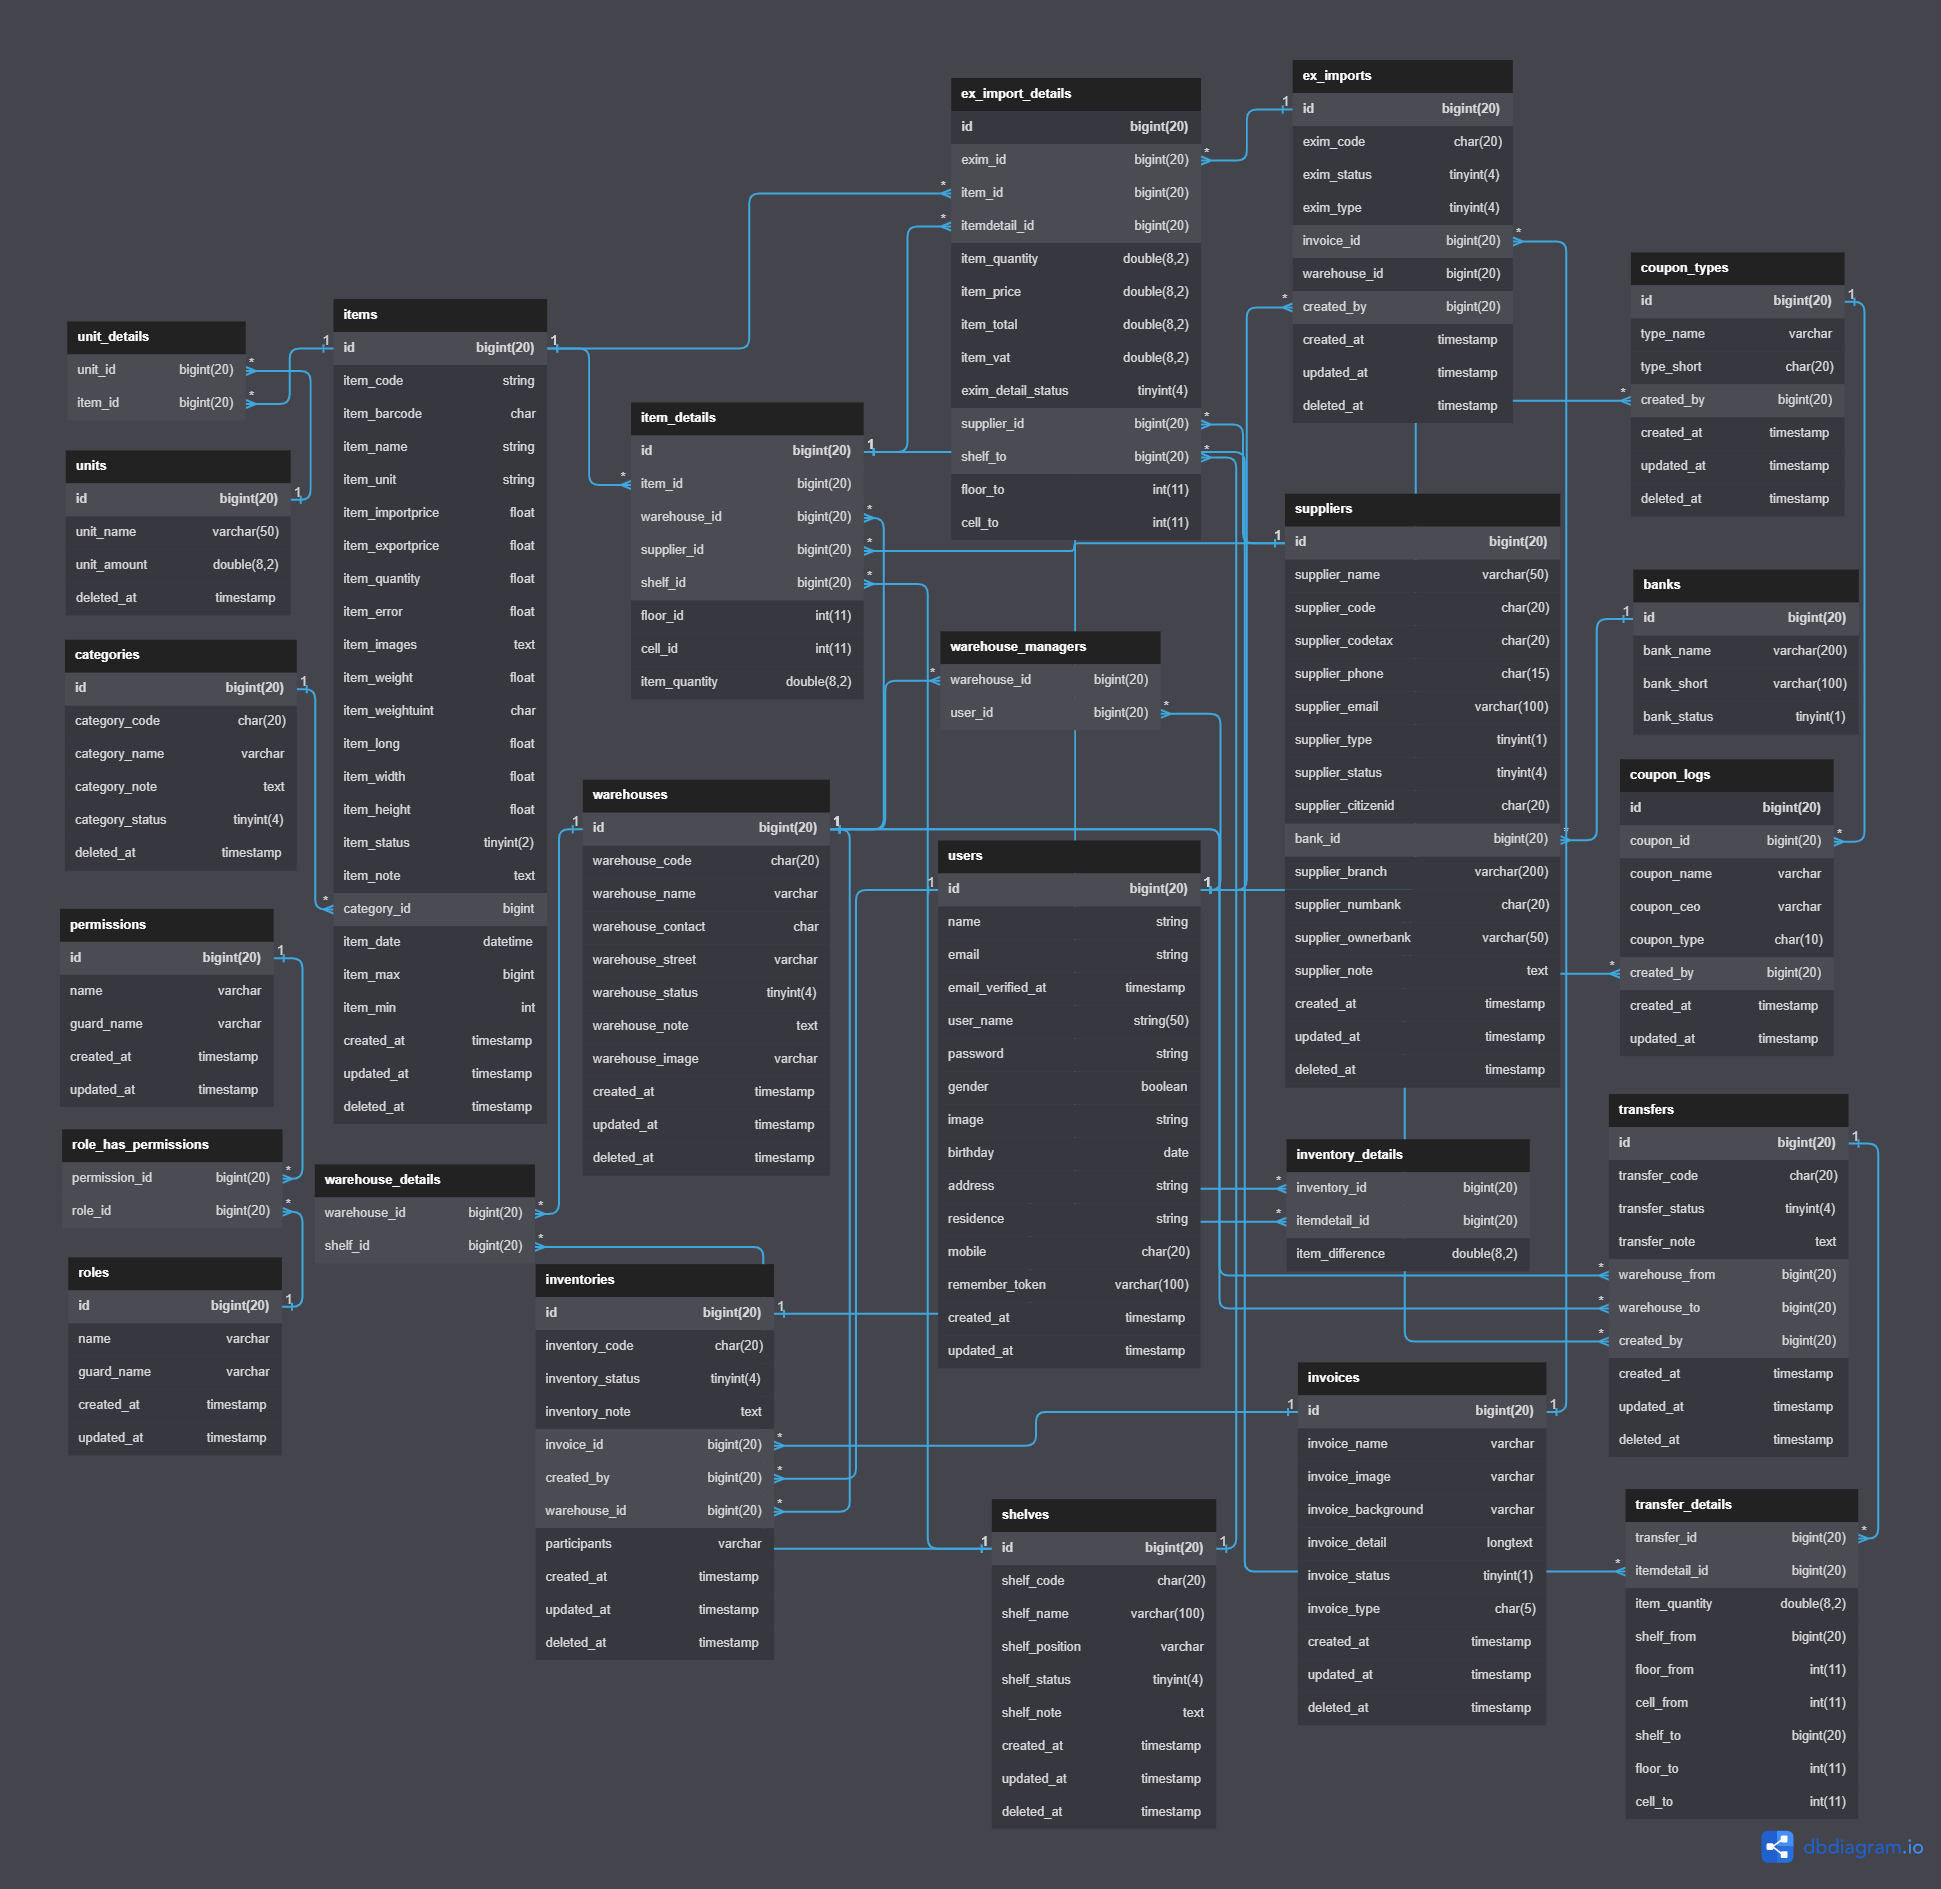 ex_import_details
id bigint(20)
exim_id bigint(20)
item_id bigint(20)
itemdetail_id bigint(20)
item_quantity double(8,2)
item_price double(8,2)
item_total double(8,2)
item_vat double(8,2)
exim_detail_status tinyint(4)
supplier_id bigint(20)
shelf_to bigint(20)
floor_to int(11)
cell_to int(11)
ex_imports
id bigint(20)
exim_code char(20)
exim_status tinyint(4)
exim_type tinyint(4)
invoice_id bigint(20)
warehouse_id bigint(20)
created_by bigint(20)
created_at timestamp
updated_at timestamp
deleted_at timestamp
coupon_types
id bigint(20)
type_name varchar
type_short char(20)
created_by bigint(20)
created_at timestamp
updated_at timestamp
deleted_at timestamp
unit_details
unit_id bigint(20)
item_id bigint(20)
units
id bigint(20)
unit_name varchar(50)
unit_amount double(8,2)
deleted_at timestamp
categories
id bigint(20)
category_code char(20)
category_name varchar
category_note text
category_status tinyint(4)
deleted_at timestamp
permissions
id bigint(20)
name varchar
guard_name varchar
created_at timestamp
updated_at timestamp
role_has_permissions
permission_id bigint(20)
role_id bigint(20)
roles
id bigint(20)
name varchar
guard_name varchar
created_at timestamp
updated_at timestamp
items
id bigint(20)
item_code string
item_barcode char
item_name string
item_unit string
item_importprice float
item_exportprice float
item_quantity float
item_error float
item_images text
item_weight float
item_weightuint char
item_long float
item_width float
item_height float
item_status tinyint(2)
item_note text
category_id bigint
item_date datetime
item_max bigint
item_min int
created_at timestamp
updated_at timestamp
deleted_at timestamp
item_details
id bigint(20)
item_id bigint(20)
warehouse_id bigint(20)
supplier_id bigint(20)
shelf_id bigint(20)
floor_id int(11)
cell_id int(11)
item_quantity double(8,2)
warehouses
id bigint(20)
warehouse_code char(20)
warehouse_name varchar
warehouse_contact char
warehouse_street varchar
warehouse_status tinyint(4)
warehouse_note text
warehouse_image varchar
created_at timestamp
updated_at timestamp
deleted_at timestamp
warehouse_details
warehouse_id bigint(20)
shelf_id bigint(20)
inventories
id bigint(20)
inventory_code char(20)
inventory_status tinyint(4)
inventory_note text
invoice_id bigint(20)
created_by bigint(20)
warehouse_id bigint(20)
participants varchar
created_at timestamp
updated_at timestamp
deleted_at timestamp
warehouse_managers
warehouse_id bigint(20)
user_id bigint(20)
users
id bigint(20)
name string
email string
email_verified_at timestamp
user_name string(50)
password string
gender boolean
image string
birthday date
address string
residence string
mobile char(20)
remember_token varchar(100)
created_at timestamp
updated_at timestamp
shelves
id bigint(20)
shelf_code char(20)
shelf_name varchar(100)
shelf_position varchar
shelf_status tinyint(4)
shelf_note text
created_at timestamp
updated_at timestamp
deleted_at timestamp
suppliers
id bigint(20)
supplier_name varchar(50)
supplier_code char(20)
supplier_codetax char(20)
supplier_phone char(15)
supplier_email varchar(100)
supplier_type tinyint(1)
supplier_status tinyint(4)
supplier_citizenid char(20)
bank_id bigint(20)
supplier_branch varchar(200)
supplier_numbank char(20)
supplier_ownerbank varchar(50)
supplier_note text
created_at timestamp
updated_at timestamp
deleted_at timestamp
inventory_details
inventory_id bigint(20)
itemdetail_id bigint(20)
item_difference double(8,2)
invoices
id bigint(20)
invoice_name varchar
invoice_image varchar
invoice_background varchar
invoice_detail longtext
invoice_status tinyint(1)
invoice_type char(5)
created_at timestamp
updated_at timestamp
deleted_at timestamp
banks
id bigint(20)
bank_name varchar(200)
bank_short varchar(100)
bank_status tinyint(1)
coupon_logs
id bigint(20)
coupon_id bigint(20)
coupon_name varchar
coupon_ceo varchar
coupon_type char(10)
created_by bigint(20)
created_at timestamp
updated_at timestamp
transfers
id bigint(20)
transfer_code char(20)
transfer_status tinyint(4)
transfer_note text
warehouse_from bigint(20)
warehouse_to bigint(20)
created_by bigint(20)
created_at timestamp
updated_at timestamp
deleted_at timestamp
transfer_details
transfer_id bigint(20)
itemdetail_id bigint(20)
item_quantity double(8,2)
shelf_from bigint(20)
floor_from int(11)
cell_from int(11)
shelf_to bigint(20)
floor_to int(11)
cell_to int(11)
dbdiagram.io